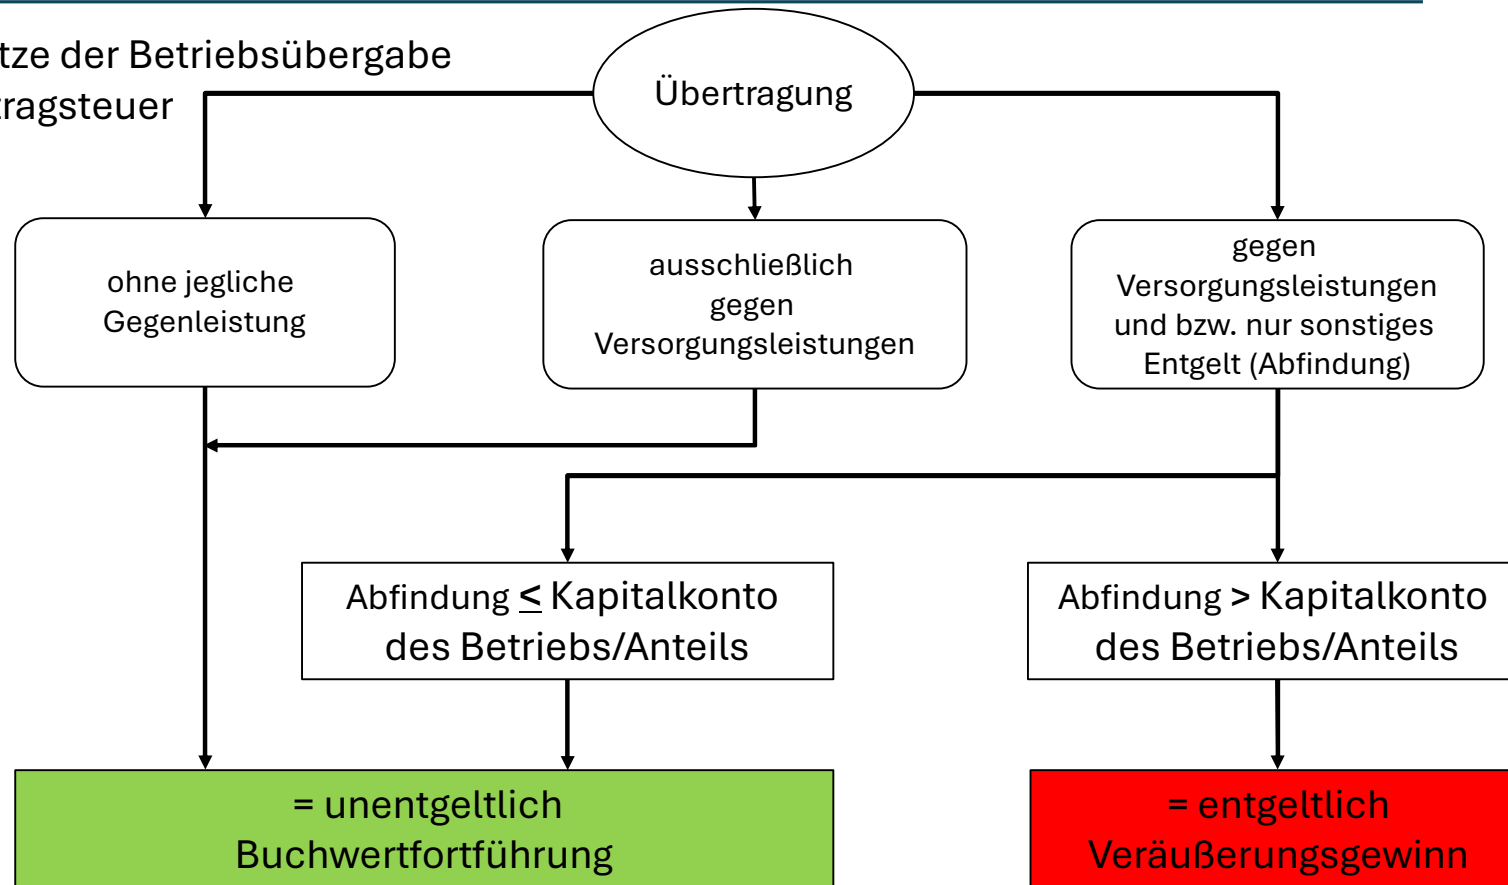 tze der Betriebsübergabe
tragsteuer
Übertragung
ohne jegliche
Gegenleistung
ausschließlich
gegen
Versorgungsleistungen
gegen
Versorgungsleistungen
und bzw. nur sonstiges
Entgelt (Abfindung)
Abfindung ≤ Kapitalkonto
des Betriebs/Anteils
Abfindung > Kapitalkonto
des Betriebs/Anteils
= unentgeltlich
Buchwertfortführung
= entgeltlich
Veräußerungsgewinn